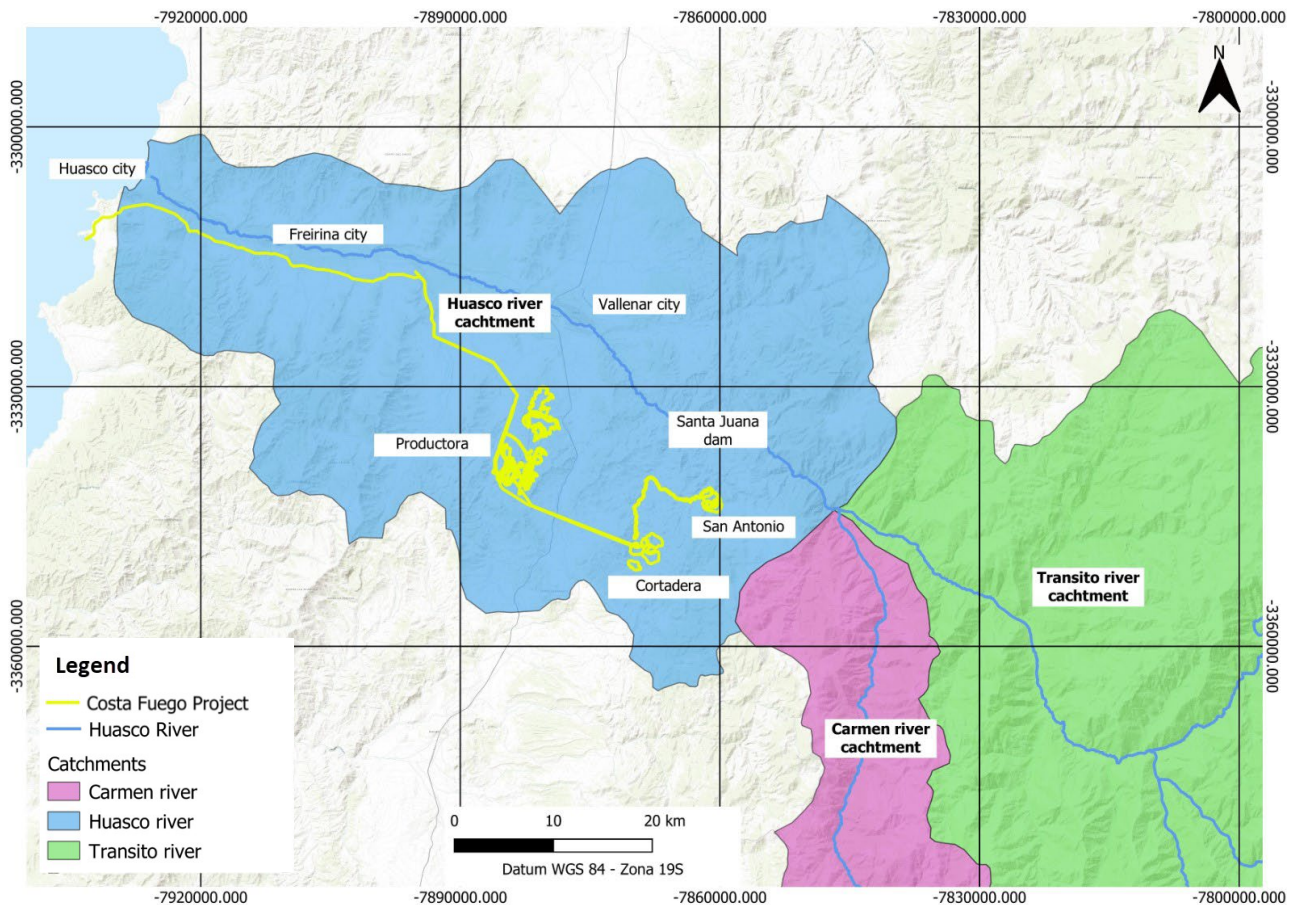 -7920000.000
-7890000.000
-7860000.000
-7830000.000
-7800000.000
N
-3300000.000
-3300000.000
Huasco city
Freirina city
Huasco river
cachtment
Vallenar city
-3330000.000
-3330000.000
Productora
Santa Juana
dam
San Antonio
Cortadera
Transito river
cachtment
-3360000.000
-3360000.000
Carmen river
cachtment
Legend
Costa Fuego Project
Huasco River
Catchments
Carmen river
Huasco river
Transito river
0
10
20 km
Datum WGS 84 - Zona 19S
-7920000.000
-7890000.000
-7860000.000
-7830000.000
-7800000.000